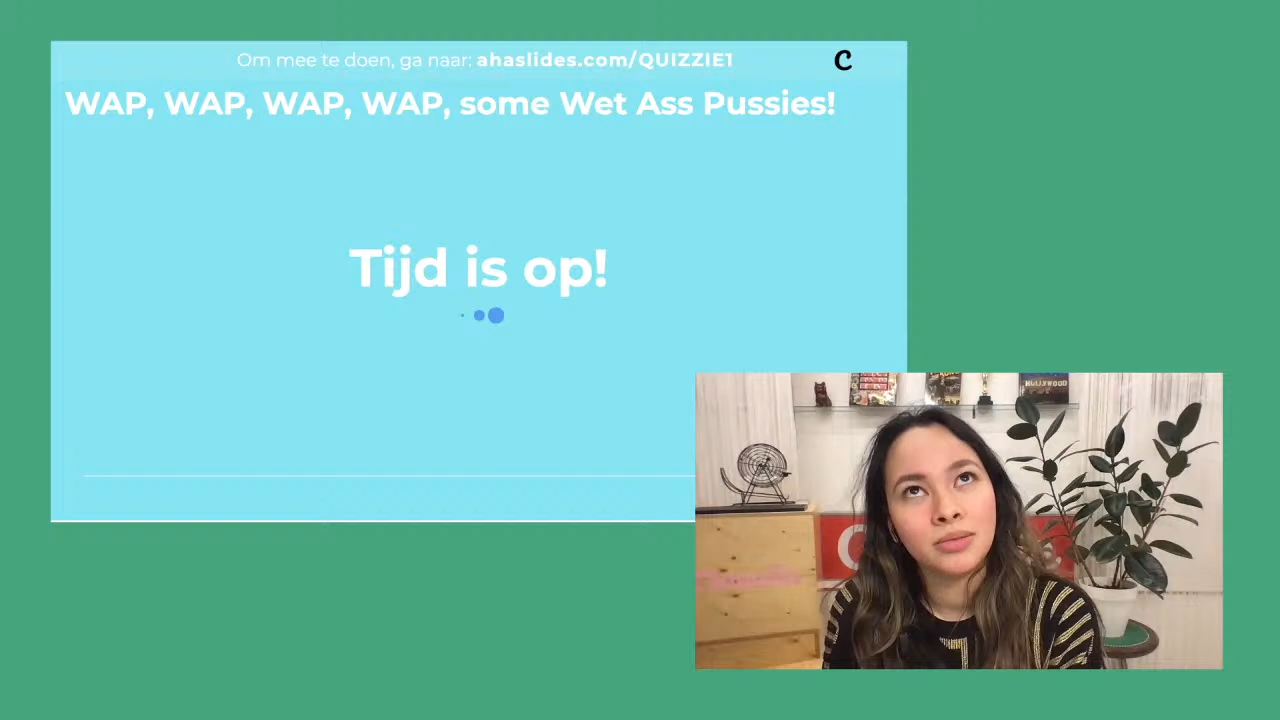 Om mee te doen, ga naar: ahaslides.com/QUIZZIE1
C
WAP, WAP, WAP, WAP, some Wet Ass Pussies!
Tijd is op!
HOLLYWOOD